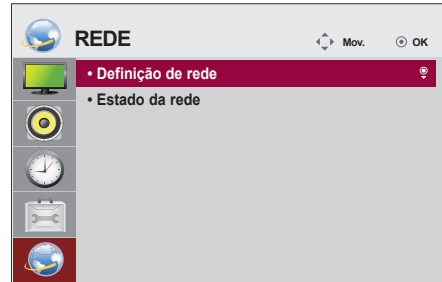 REDE
Mov.
OK
• Definição de rede
• Estado da rede